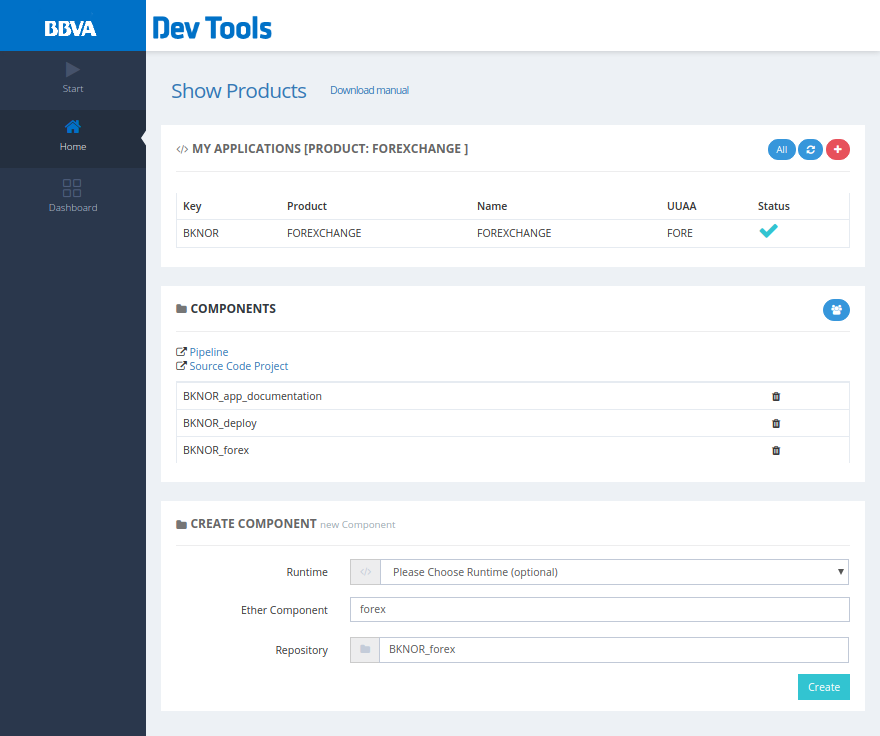 BBVA
Dev Tools
Start
Home
Dashboard
Show Products
Download manual
</> MY APPLICATIONS [PRODUCT: FOREXCHANGE ]
All
Key Product Name UUAA Status
BKNOR FOREXCHANGE FOREXCHANGE FORE
COMPONENTS
Pipeline
Source Code Project
BKNOR_app_documentation
BKNOR_deploy
BKNOR_forex
CREATE COMPONENT new Component
Runtime </> Please Choose Runtime (optional)
Ether Component forex
Repository BKNOR_forex
Create